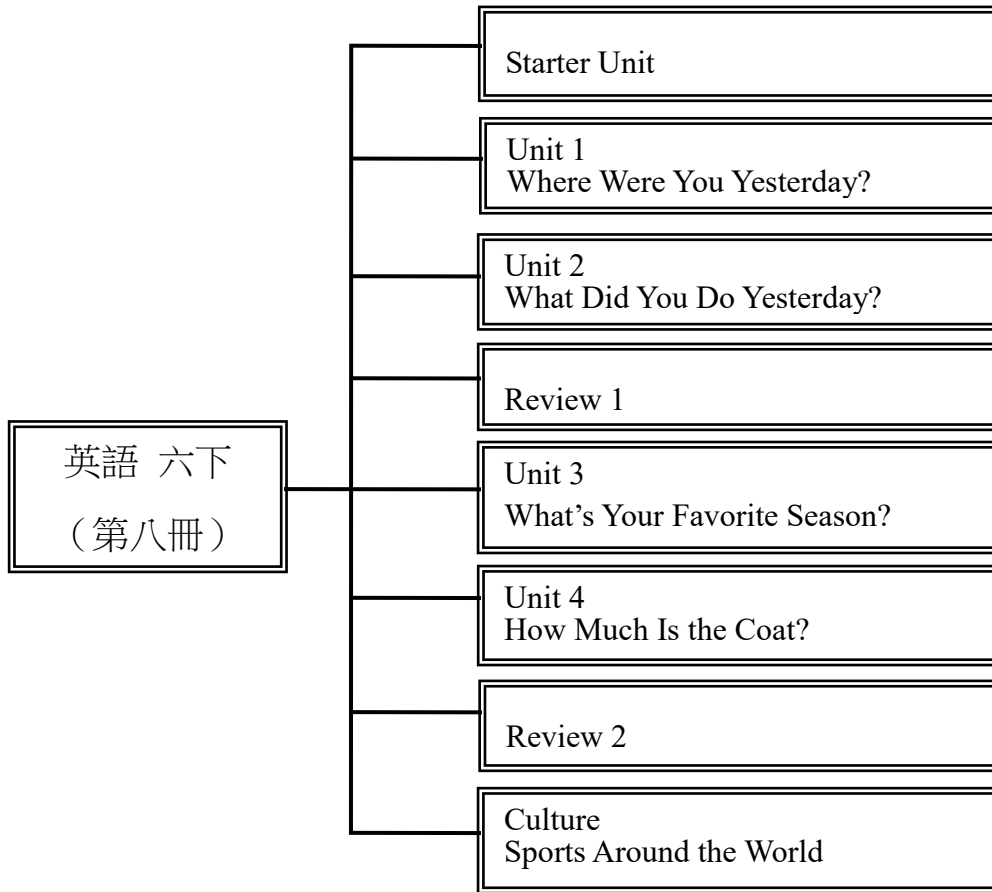 Starter Unit
Unit 1
Where Were You Yesterday?
Unit 2
What Did You Do Yesterday?
Review 1
英語 六下
（第八冊）
Unit 3
What’s Your Favorite Season?
Unit 4
How Much Is the Coat?
Review 2
Culture
Sports Around the World